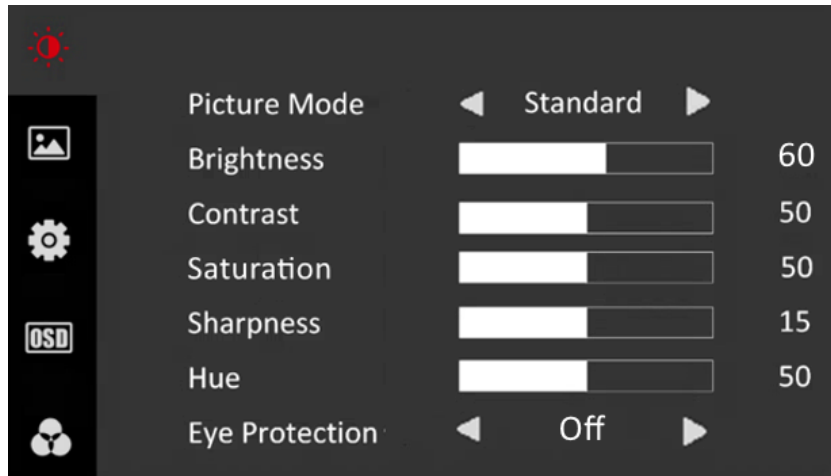 Picture Mode Standard
Brightness 60
Contrast 50
Saturation 50
Sharpness 15
OSD
Hue 50
Eye Protection Off